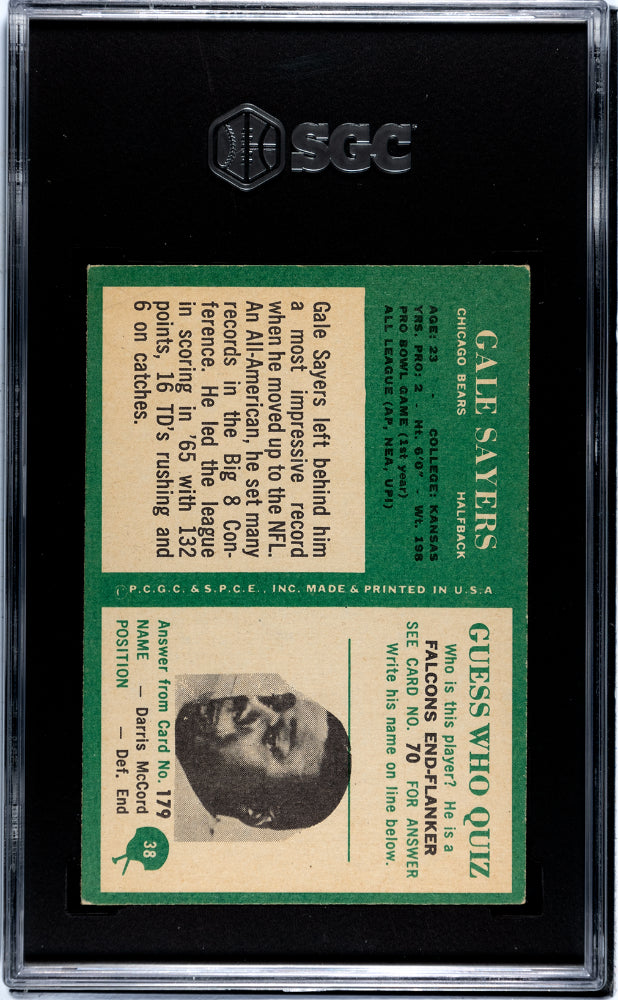 SGC
GALE SAYERS
CHICAGO BEARS HALFBACK
AGE: 23 - COLLEGE: KANSAS
YRS. PRO: 2 - Ht. 6'0" - Wt. 198
PRO BOWL GAME (1st year)
ALL LEAGUE (AP, NEA, UPI)
Gale Sayers left behind him
a most impressive record
when he moved up to the NFL.
An All-American, he set many
records in the Big 8 Con-
ference. He led the league
in scoring in '65 with 132
points, 16 TD's rushing and
6 on catches.
©P.C.G.C. & S.P.C.E., INC. MADE & PRINTED IN U.S.A
GUESS WHO QUIZ
Who is this player? He is a
FALCONS END-FLANKER
SEE CARD NO. 70 FOR ANSWER
Write his name on line below.
Answer from Card No. 179
NAME — Darris McCord
POSITION — Def. End
38